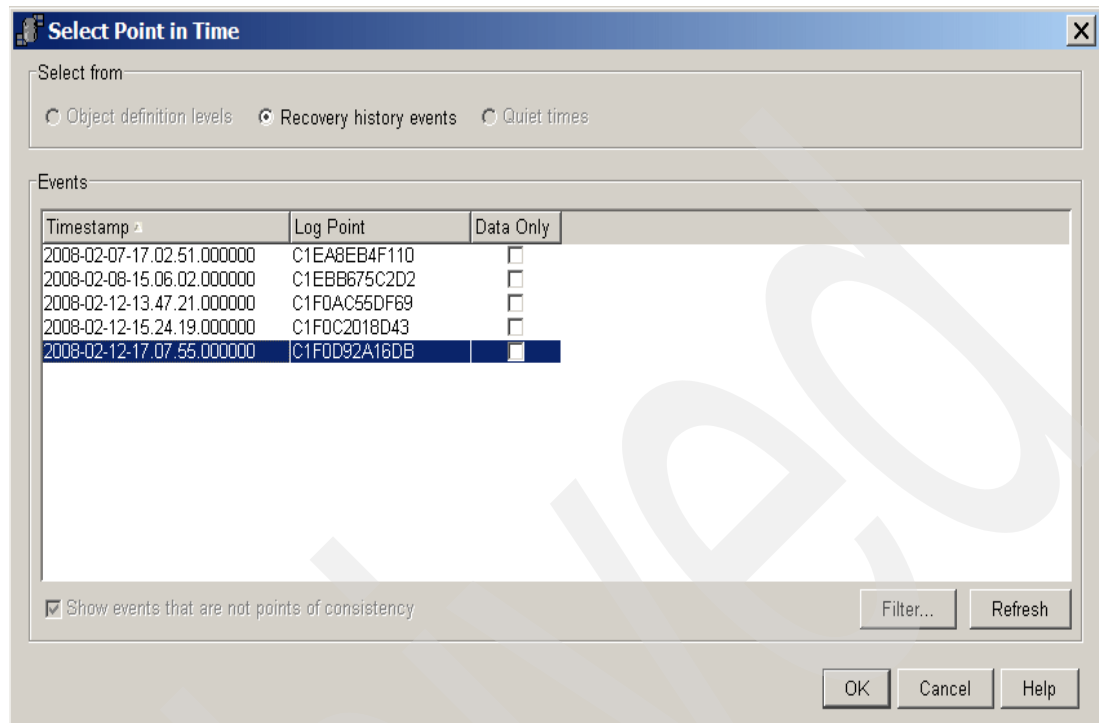 Select Point in Time
Select from
Object definition levels Recovery history events Quiet times
Events
Timestamp Log Point Data Only
2008-02-07-17.02.51.000000 C1EA8EB4F110
2008-02-08-15.06.02.000000 C1EBB675C2D2
2008-02-12-13.47.21.000000 C1F0AC55DF69
2008-02-12-15.24.19.000000 C1F0C2018D43
2008-02-12-17.07.55.000000 C1F0D92A16DB
Show events that are not points of consistency Filter... Refresh
OK Cancel Help